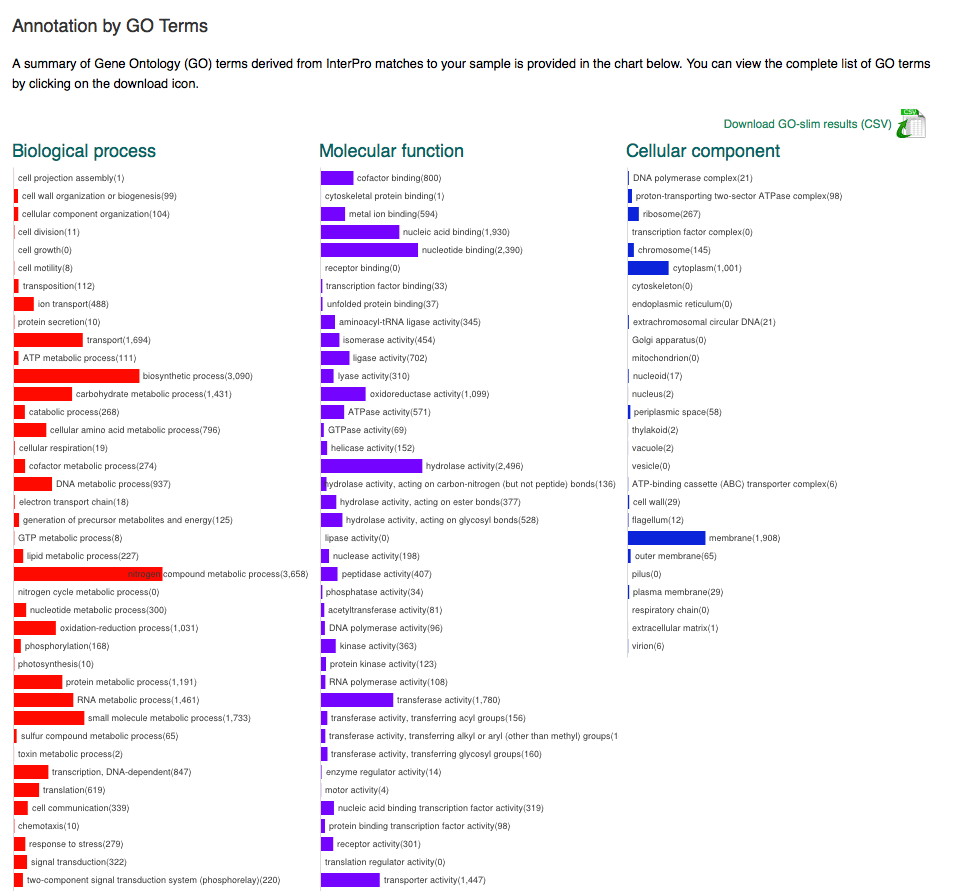 Annotation by GO Terms
A summary of Gene Ontology (GO) terms derived from InterPro matches to your sample is provided in the chart below. You can view the complete list of GO terms
by clicking on the download icon.
CSV
Download GO-slim results (CSV)
Biological process
cell projection assembly(1)
cell wall organization or biogenesis(99)
cellular component organization(104)
cell division(11)
cell growth(0)
cell motility(8)
transposition(112)
ion transport(488)
protein secretion(10)
transport(1,694)
ATP metabolic process(111)
biosynthetic process(3,090)
carbohydrate metabolic process(1,431)
catabolic process(268)
cellular amino acid metabolic process(796)
cellular respiration(19)
cofactor metabolic process(274)
DNA metabolic process(937)
electron transport chain(18)
generation of precursor metabolites and energy(125)
GTP metabolic process(8)
lipid metabolic process(227)
nitrogen compound metabolic process(3,658)
nitrogen cycle metabolic process(0)
nucleotide metabolic process(300)
oxidation-reduction process(1,031)
phosphorylation(168)
photosynthesis(10)
protein metabolic process(1,191)
RNA metabolic process(1,461)
small molecule metabolic process(1,733)
sulfur compound metabolic process(65)
toxin metabolic process(2)
transcription, DNA-dependent(847)
translation(619)
cell communication(339)
chemotaxis(10)
response to stress(279)
signal transduction(322)
two-component signal transduction system (phosphorelay)(220)
Molecular function
cofactor binding(800)
cytoskeletal protein binding(1)
metal ion binding(594)
nucleic acid binding(1,930)
nucleotide binding(2,390)
receptor binding(0)
transcription factor binding(33)
unfolded protein binding(37)
aminoacyl-tRNA ligase activity(345)
isomerase activity(454)
ligase activity(702)
lyase activity(310)
oxidoreductase activity(1,099)
ATPase activity(571)
GTPase activity(69)
helicase activity(152)
hydrolase activity(2,496)
hydrolase activity, acting on carbon-nitrogen (but not peptide) bonds(136)
hydrolase activity, acting on ester bonds(377)
hydrolase activity, acting on glycosyl bonds(528)
lipase activity(0)
nuclease activity(198)
peptidase activity(407)
phosphatase activity(34)
acetyltransferase activity(81)
DNA polymerase activity(96)
kinase activity(363)
protein kinase activity(123)
RNA polymerase activity(108)
transferase activity(1,780)
transferase activity, transferring acyl groups(156)
transferase activity, transferring alkyl or aryl (other than methyl) groups(1
transferase activity, transferring glycosyl groups(160)
enzyme regulator activity(14)
motor activity(4)
nucleic acid binding transcription factor activity(319)
protein binding transcription factor activity(98)
receptor activity(301)
translation regulator activity(0)
transporter activity(1,447)
Cellular component
DNA polymerase complex(21)
proton-transporting two-sector ATPase complex(98)
ribosome(267)
transcription factor complex(0)
chromosome(145)
cytoplasm(1,001)
cytoskeleton(0)
endoplasmic reticulum(0)
extrachromosomal circular DNA(21)
Golgi apparatus(0)
mitochondrion(0)
nucleoid(17)
nucleus(2)
periplasmic space(58)
thylakoid(2)
vacuole(2)
vesicle(0)
ATP-binding cassette (ABC) transporter complex(6)
cell wall(29)
flagellum(12)
membrane(1,908)
outer membrane(65)
pilus(0)
plasma membrane(29)
respiratory chain(0)
extracellular matrix(1)
virion(6)